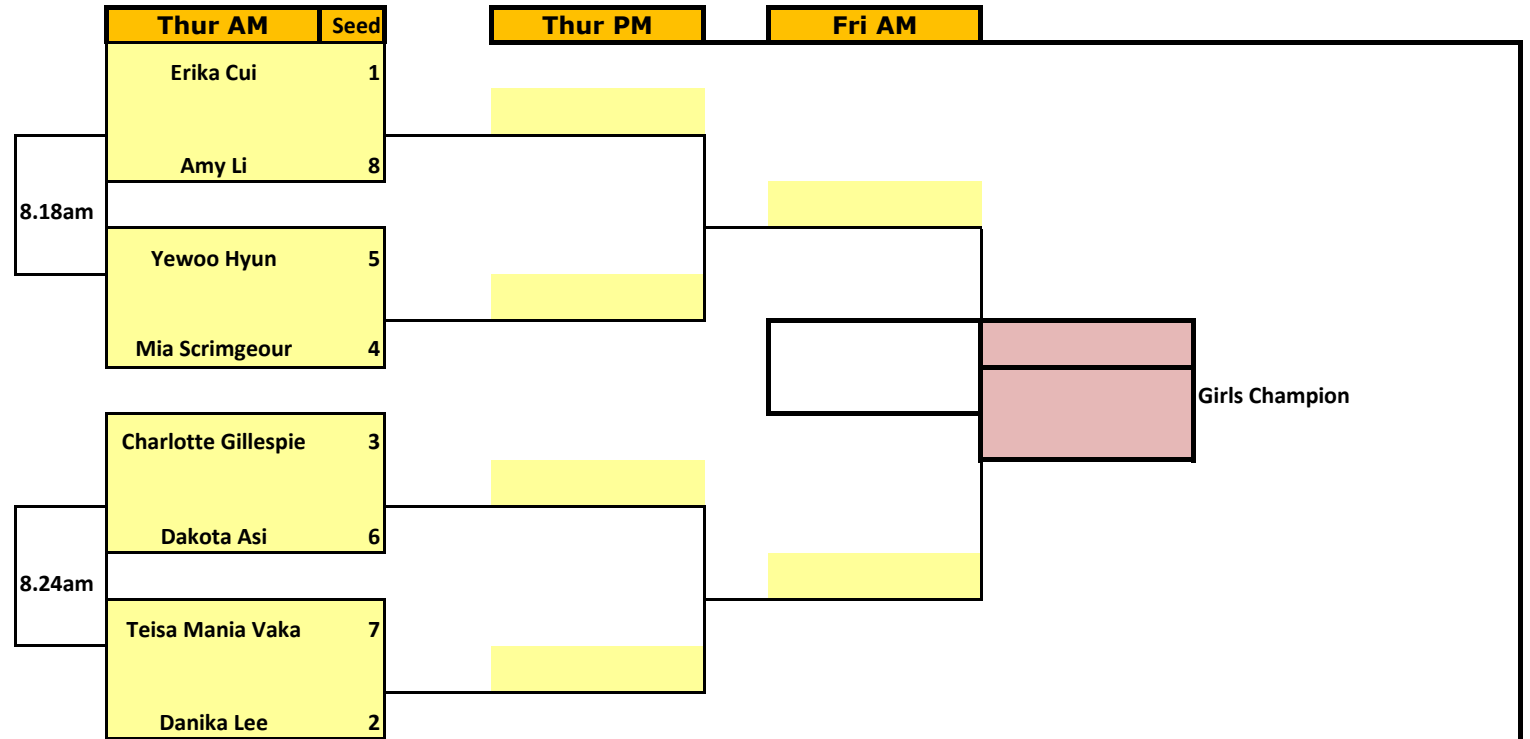 Thur AM Seed Thur PM Fri AM
Erika Cui 1
Amy Li 8
8.18am
Yewoo Hyun 5
Mia Scrimgeour 4
Girls Champion
Charlotte Gillespie 3
Dakota Asi 6
8.24am
Teisa Mania Vaka 7
Danika Lee 2